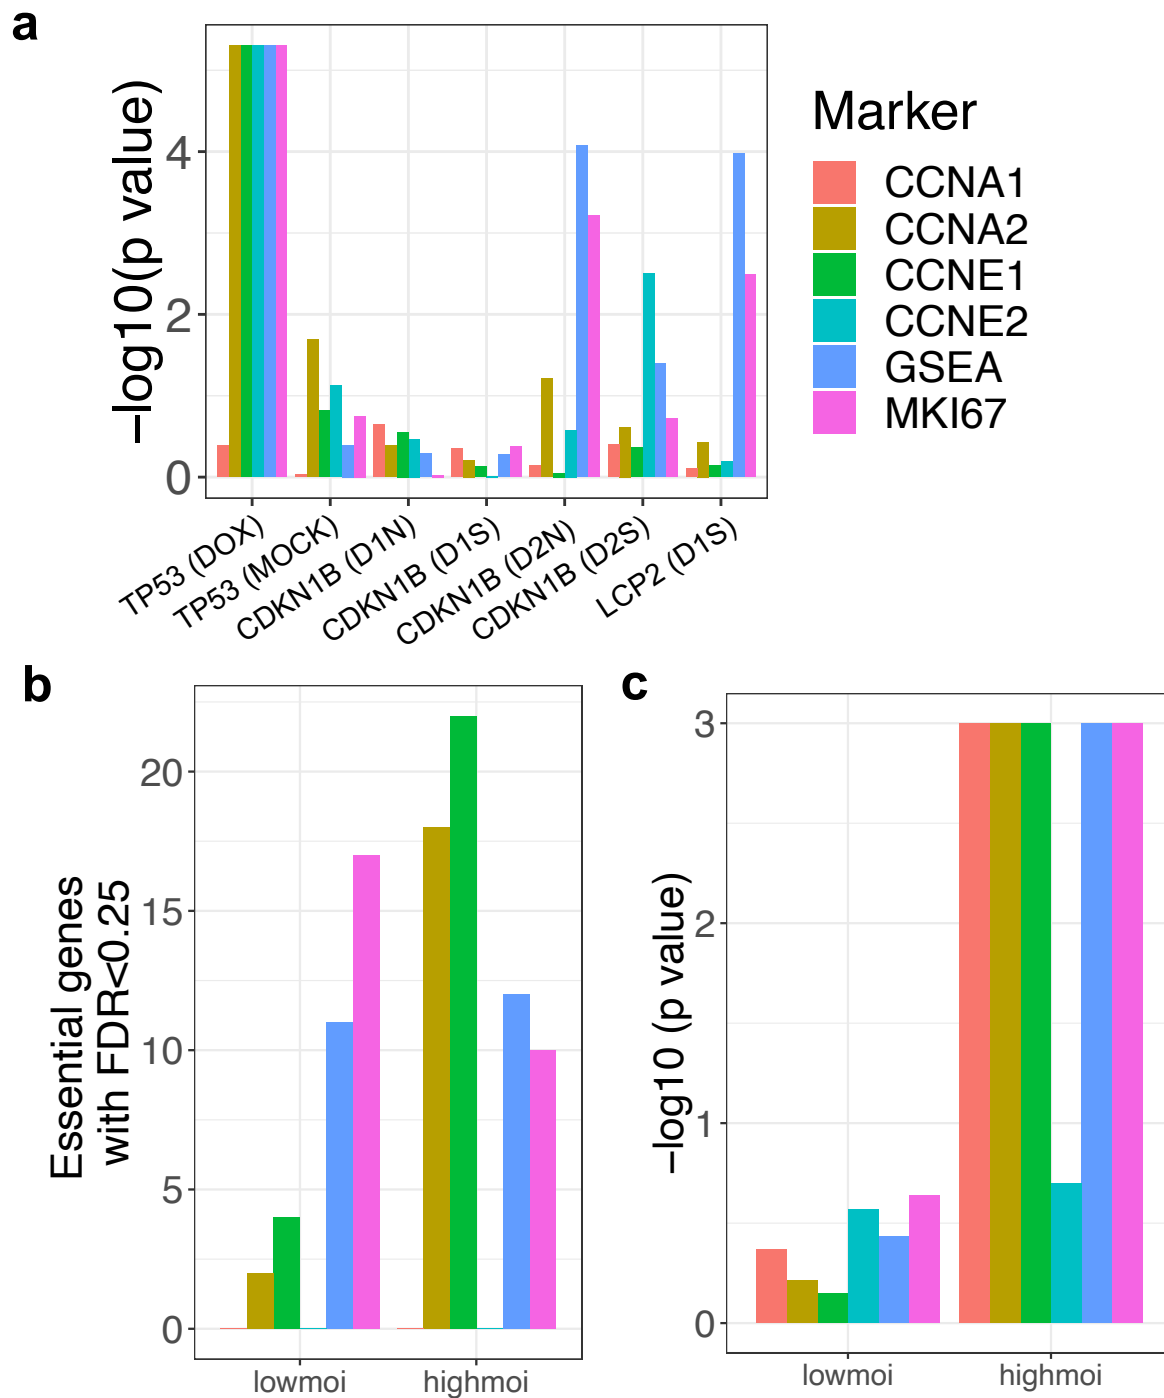 a
−log10(p value)
4
2
0
TP53 (DOX)
TP53 (MOCK)
CDKN1B (D1N)
CDKN1B (D1S)
CDKN1B (D2N)
CDKN1B (D2S)
LCP2 (D1S)
Marker
CCNA1
CCNA2
CCNE1
CCNE2
GSEA
MKI67
b
Essential genes
with FDR<0.25
20
15
10
5
0
lowmoi
highmoi
c
−log10 (p value)
3
2
1
0
lowmoi
highmoi